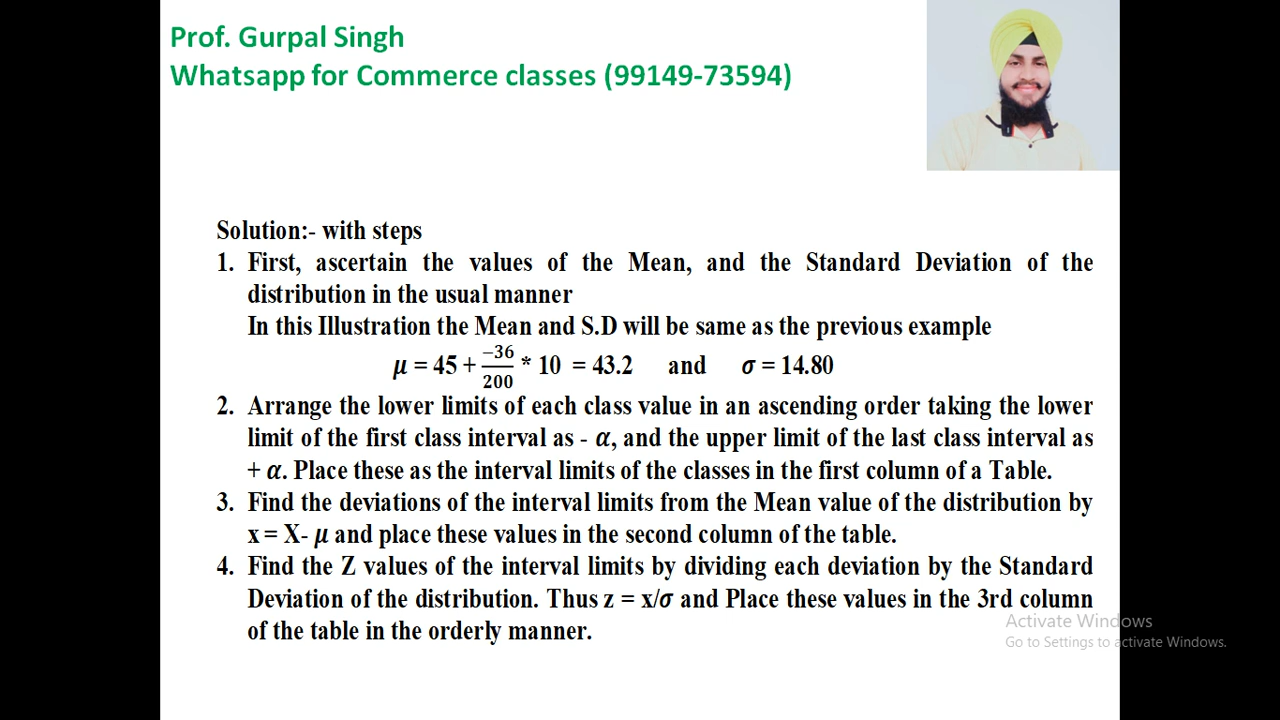 Prof. Gurpal Singh
Whatsapp for Commerce classes (99149-73594)
Solution:- with steps
1. First, ascertain the values of the Mean, and the Standard Deviation of the
distribution in the usual manner
In this Illustration the Mean and S.D will be same as the previous example
μ = 45 + −36/200 * 10 = 43.2 and σ = 14.80
2. Arrange the lower limits of each class value in an ascending order taking the lower
limit of the first class interval as - α, and the upper limit of the last class interval as
+ α. Place these as the interval limits of the classes in the first column of a Table.
3. Find the deviations of the interval limits from the Mean value of the distribution by
x = X- μ and place these values in the second column of the table.
4. Find the Z values of the interval limits by dividing each deviation by the Standard
Deviation of the distribution. Thus z = x/σ and Place these values in the 3rd column
of the table in the orderly manner.
Activate Windows
Go to Settings to activate Windows.